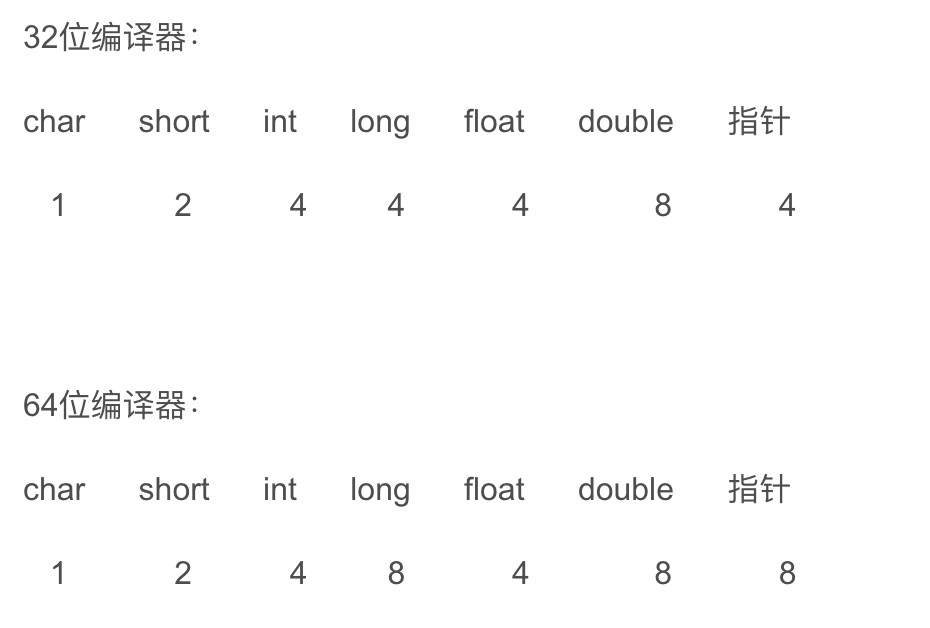 32位编译器：
char short int long float double 指针
1 2 4 4 4 8 4
64位编译器：
char short int long float double 指针
1 2 4 8 4 8 8